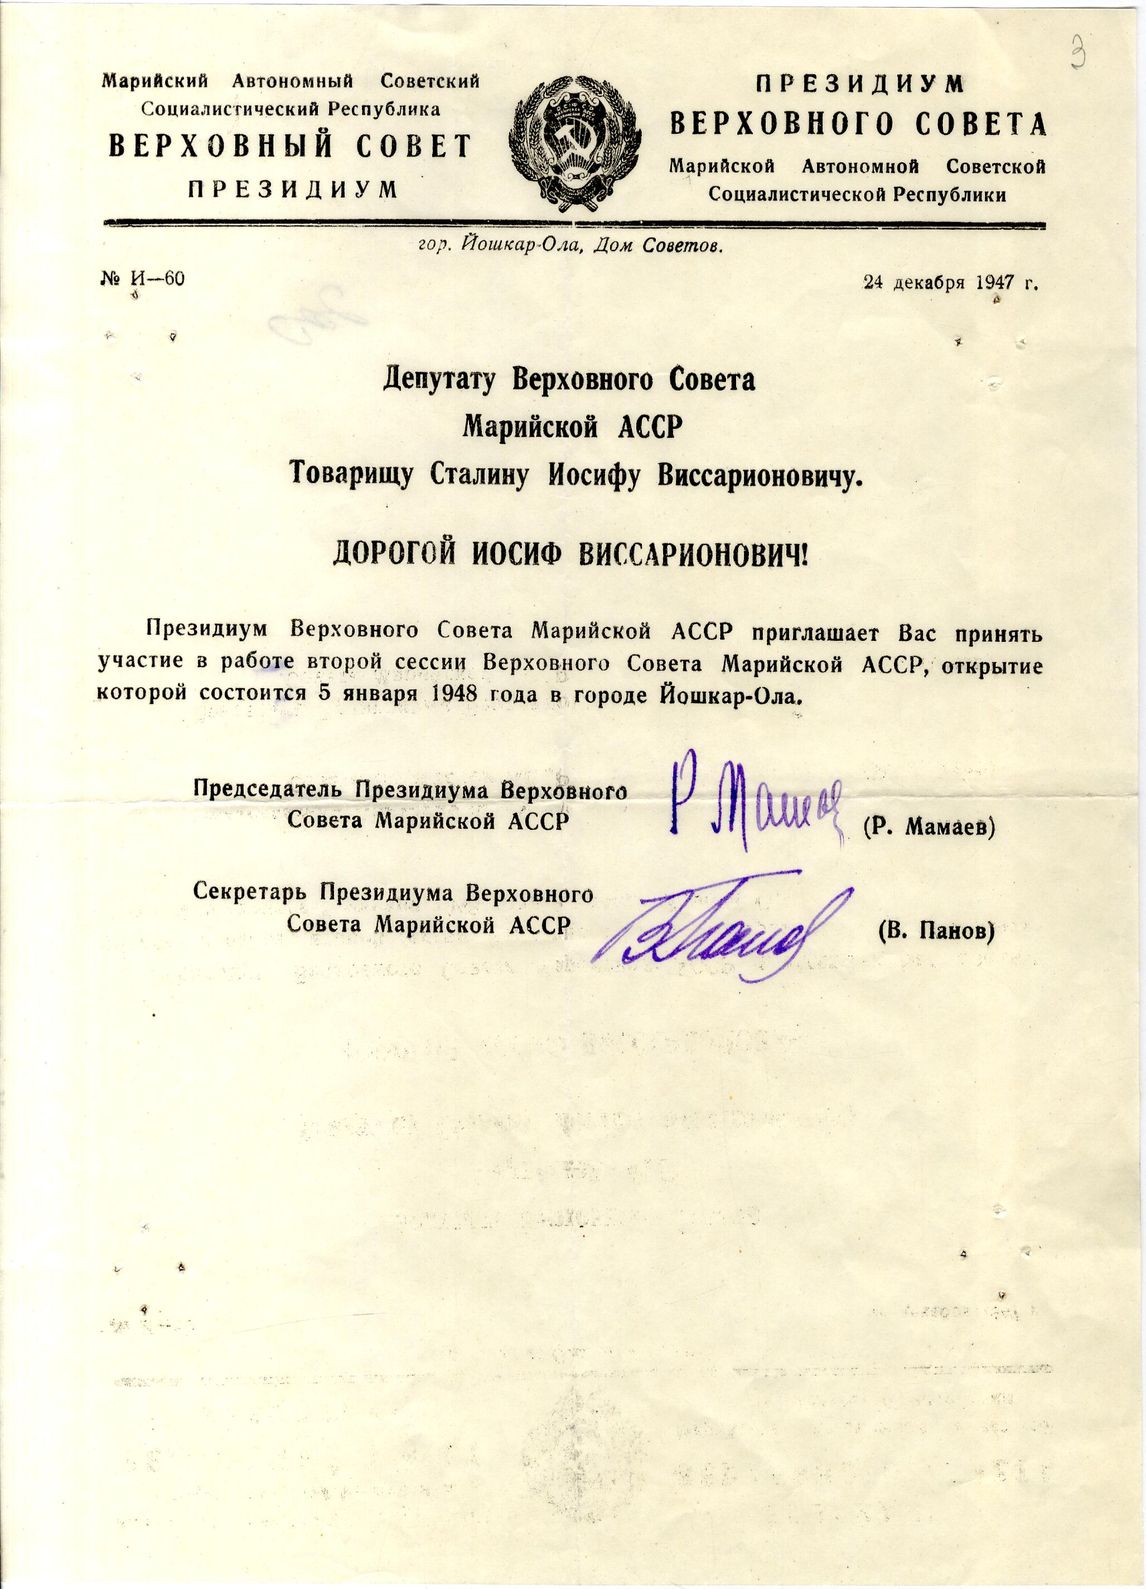 3
Марийский Автономный Советский
Социалистический Республика
ВЕРХОВНЫЙ СОВЕТ
ПРЕЗИДИУМ
ПРЕЗИДИУМ
ВЕРХОВНОГО СОВЕТА
Марийской Автономной Советской
Социалистической Республики
гор. Йошкар-Ола, Дом Советов.
№ И—60
24 декабря 1947 г.
Депутату Верховного Совета
Марийской АССР
Товарищу Сталину Иосифу Виссарионовичу.
ДОРОГОЙ ИОСИФ ВИССАРИОНОВИЧ!
Президиум Верховного Совета Марийской АССР приглашает Вас принять
участие в работе второй сессии Верховного Совета Марийской АССР, открытие
которой состоится 5 января 1948 года в городе Йошкар-Ола.
Председатель Президиума Верховного
Совета Марийской АССР
Р Мамаев
(Р. Мамаев)
Секретарь Президиума Верховного
Совета Марийской АССР
ВПанов
(В. Панов)